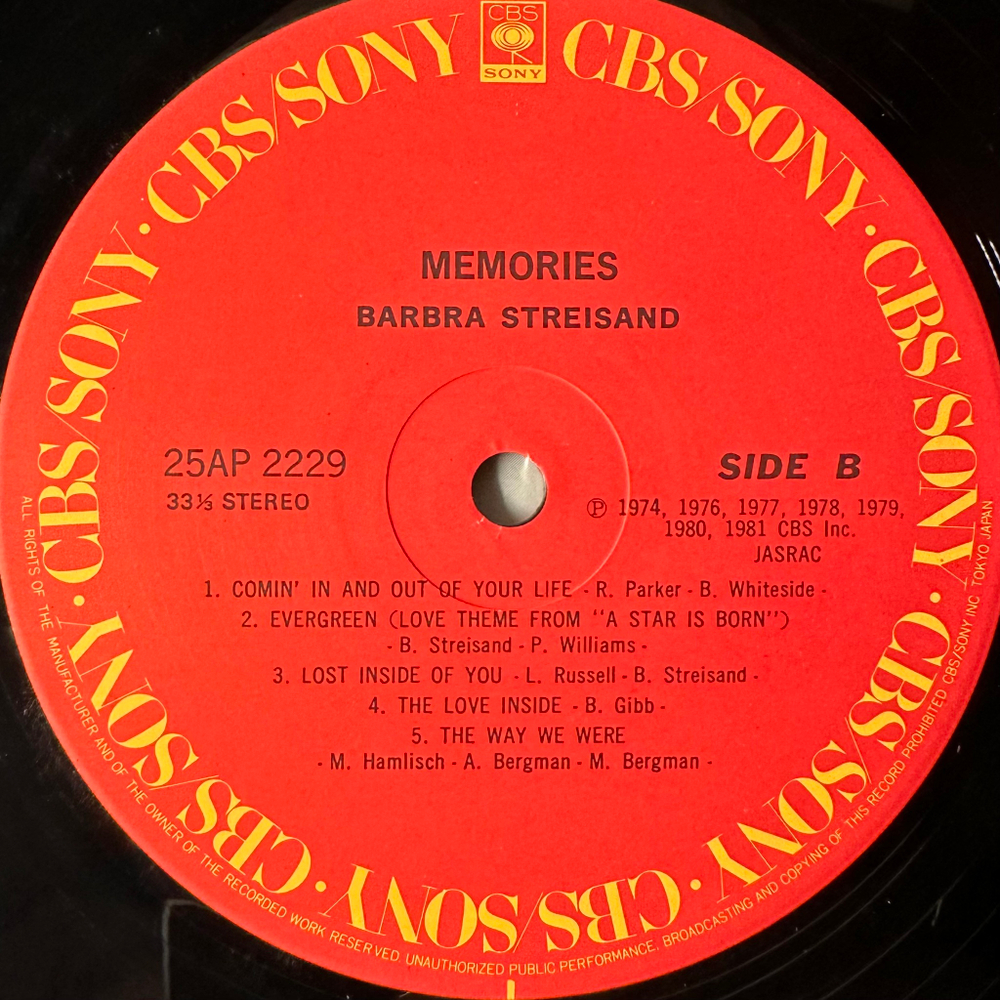 CBS
SONY
CBS/SONY · CBS/SONY · CBS/SONY · CBS/SONY · CBS/SONY · CBS/SONY · CBS/SONY · CBS/SONY
MEMORIES
BARBRA STREISAND
25AP 2229
33⅓ STEREO
SIDE B
Ⓟ 1974, 1976, 1977, 1978, 1979,
1980, 1981 CBS Inc.
JASRAC
1. COMIN' IN AND OUT OF YOUR LIFE - R. Parker - B. Whiteside -
2. EVERGREEN (LOVE THEME FROM "A STAR IS BORN")
- B. Streisand - P. Williams -
3. LOST INSIDE OF YOU - L. Russell - B. Streisand -
4. THE LOVE INSIDE - B. Gibb -
5. THE WAY WE WERE
- M. Hamlisch - A. Bergman - M. Bergman -
ALL RIGHTS OF THE MANUFACTURER AND OF THE OWNER OF THE RECORDED WORK RESERVED. UNAUTHORIZED PUBLIC PERFORMANCE, BROADCASTING AND COPYING OF THIS RECORD PROHIBITED CBS/SONY INC TOKYO JAPAN